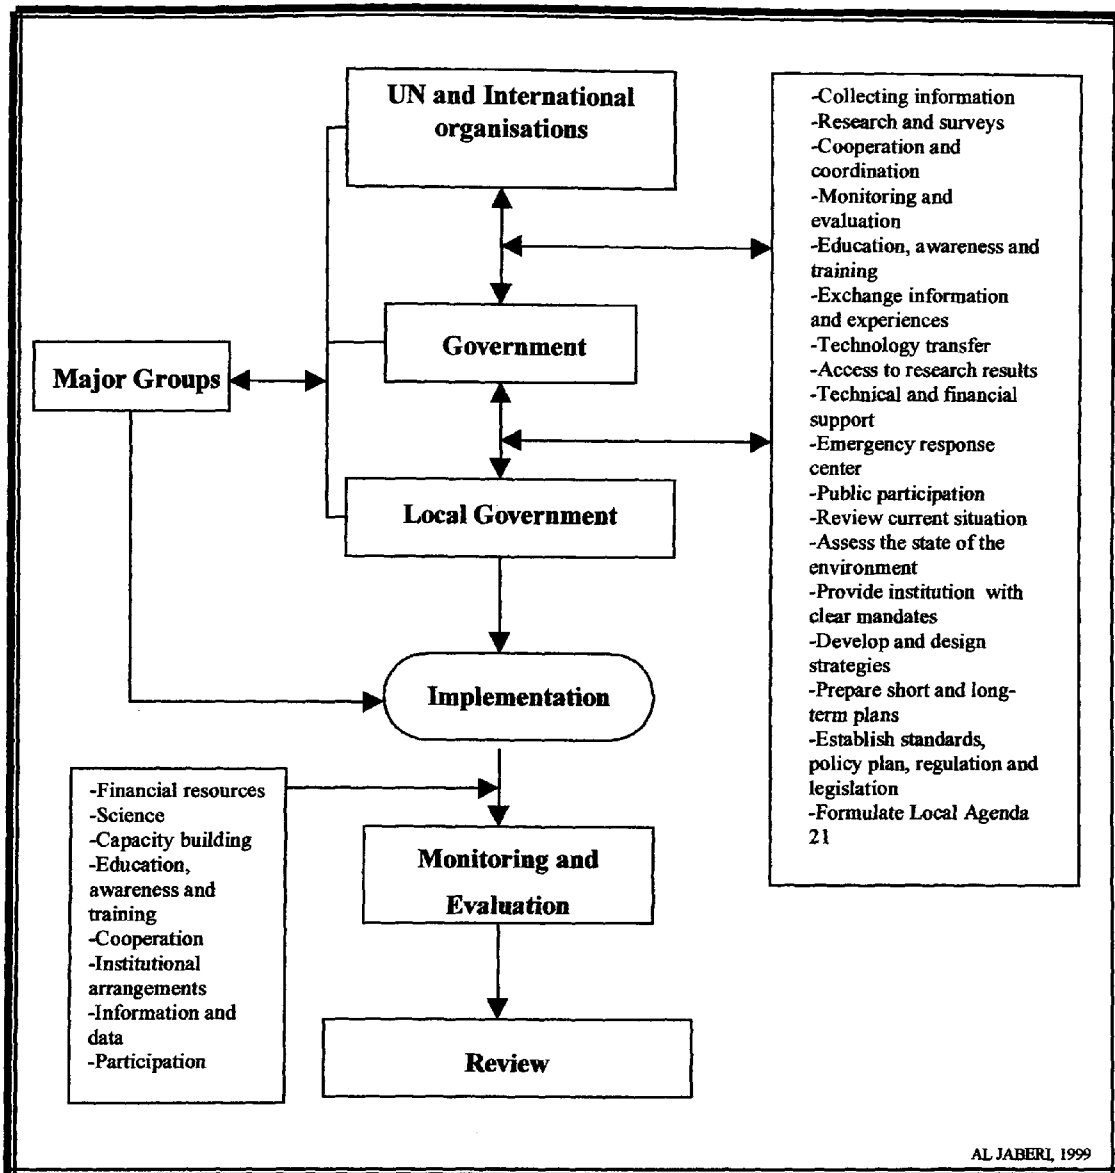 UN and International
organisations
-Collecting information
-Research and surveys
-Cooperation and
coordination
-Monitoring and
evaluation
-Education, awareness and
training
-Exchange information
and experiences
-Technology transfer
-Access to research results
-Technical and financial
support
-Emergency response
center
-Public participation
-Review current situation
-Assess the state of the
environment
-Provide institution with
clear mandates
-Develop and design
strategies
-Prepare short and long-
term plans
-Establish standards,
policy plan, regulation and
legislation
-Formulate Local Agenda
21
Government
Major Groups
Local Government
Implementation
-Financial resources
-Science
-Capacity building
-Education,
awareness and
training
-Cooperation
-Institutional
arrangements
-Information and
data
-Participation
Monitoring and
Evaluation
Review
AL JABERI, 1999